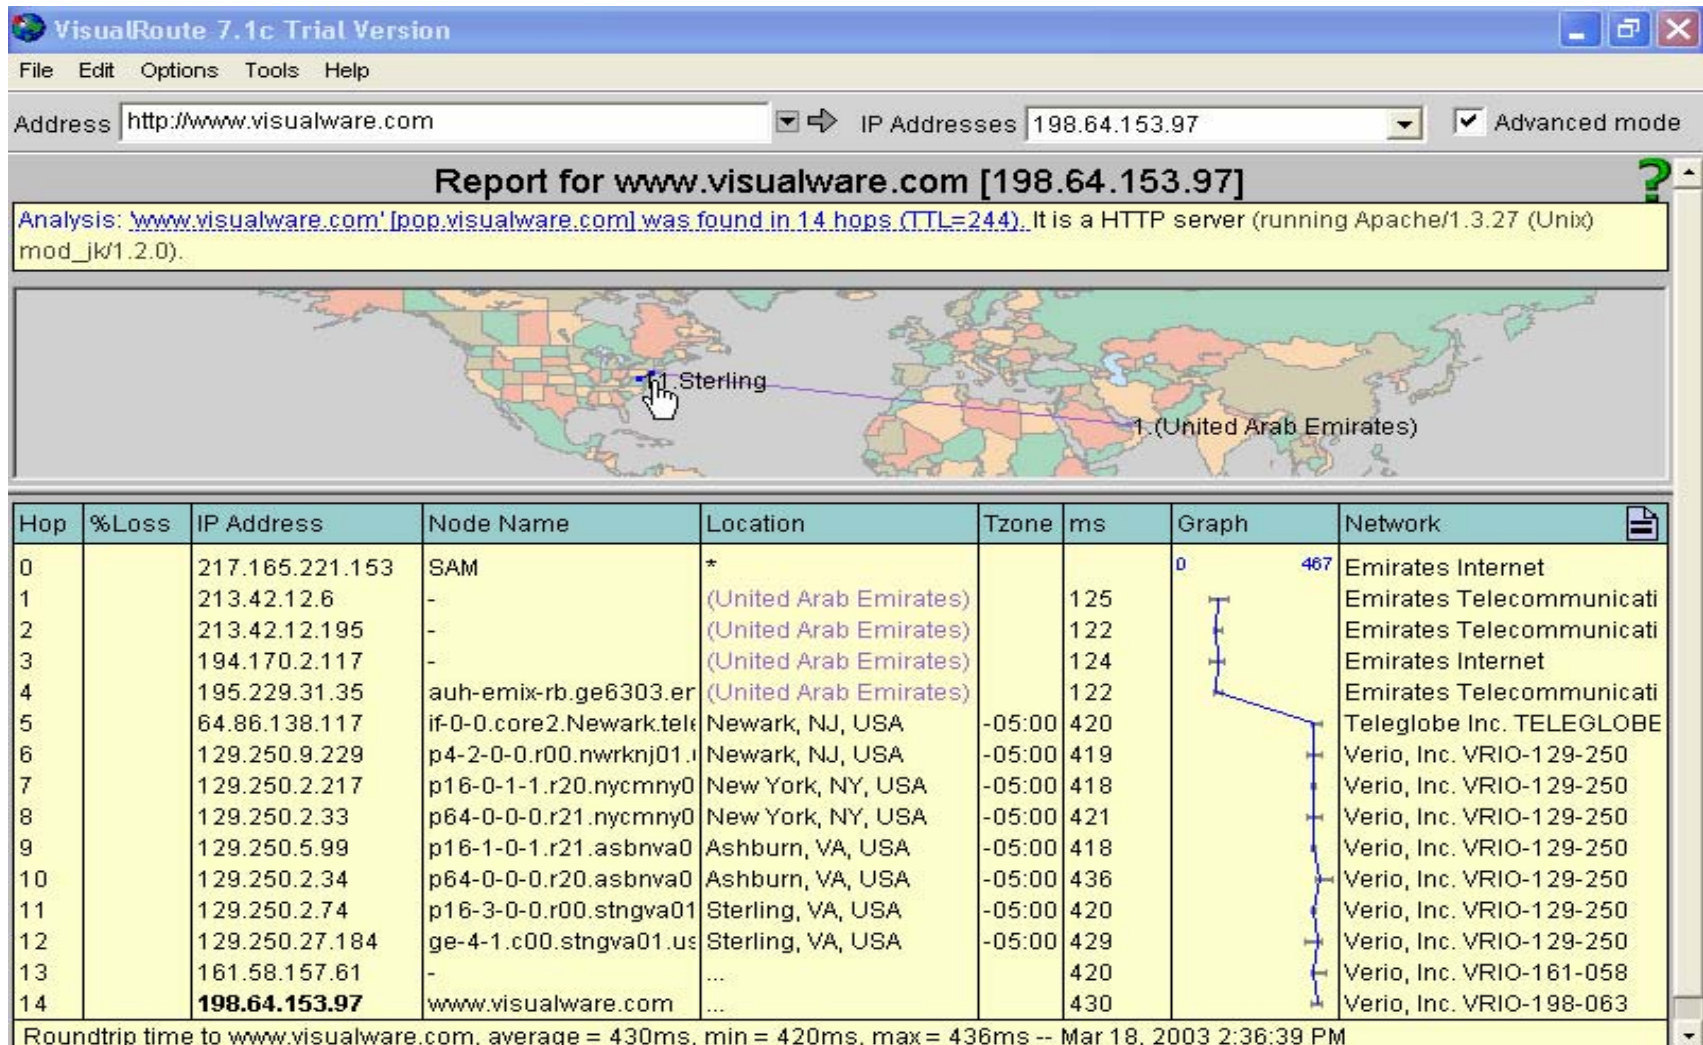 VisualRoute 7.1c Trial Version
File Edit Options Tools Help
Address http://www.visualware.com IP Addresses 198.64.153.97 Advanced mode
Report for www.visualware.com [198.64.153.97] ?
Analysis: 'www.visualware.com' [pop.visualware.com] was found in 14 hops (TTL=244). It is a HTTP server (running Apache/1.3.27 (Unix)
mod_jk/1.2.0).
11.Sterling
1.(United Arab Emirates)
Hop %Loss IP Address Node Name Location Tzone ms Graph Network
0 217.165.221.153 SAM * 0 467 Emirates Internet
1 213.42.12.6 - (United Arab Emirates) 125 Emirates Telecommunicati
2 213.42.12.195 - (United Arab Emirates) 122 Emirates Telecommunicati
3 194.170.2.117 - (United Arab Emirates) 124 Emirates Internet
4 195.229.31.35 auh-emix-rb.ge6303.er (United Arab Emirates) 122 Emirates Telecommunicati
5 64.86.138.117 if-0-0.core2.Newark.tele Newark, NJ, USA -05:00 420 Teleglobe Inc. TELEGLOBE
6 129.250.9.229 p4-2-0-0.r00.nwrknj01. Newark, NJ, USA -05:00 419 Verio, Inc. VRIO-129-250
7 129.250.2.217 p16-0-1-1.r20.nycmny0 New York, NY, USA -05:00 418 Verio, Inc. VRIO-129-250
8 129.250.2.33 p64-0-0-0.r21.nycmny0 New York, NY, USA -05:00 421 Verio, Inc. VRIO-129-250
9 129.250.5.99 p16-1-0-1.r21.asbnva0 Ashburn, VA, USA -05:00 418 Verio, Inc. VRIO-129-250
10 129.250.2.34 p64-0-0-0.r20.asbnva0 Ashburn, VA, USA -05:00 436 Verio, Inc. VRIO-129-250
11 129.250.2.74 p16-3-0-0.r00.stngva01 Sterling, VA, USA -05:00 420 Verio, Inc. VRIO-129-250
12 129.250.27.184 ge-4-1.c00.stngva01.us Sterling, VA, USA -05:00 429 Verio, Inc. VRIO-129-250
13 161.58.157.61 - ... 420 Verio, Inc. VRIO-161-058
14 198.64.153.97 www.visualware.com ... 430 Verio, Inc. VRIO-198-063
Roundtrip time to www.visualware.com, average = 430ms, min = 420ms, max = 436ms -- Mar 18, 2003 2:36:39 PM